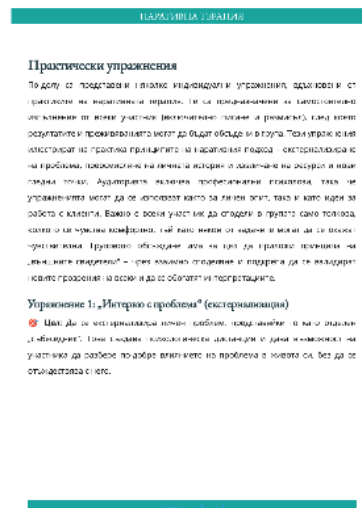 НАРАТИВНА ТЕРАПИЯ
Практически упражнения
По-долу са представени няколко индивидуални упражнения, вдъхновени от
практиките на наративната терапия. Те са предназначени за самостоятелно
изпълнение от всеки участник (включително писане и размисъл), след което
резултатите и преживяванията могат да бъдат обсъдени в група. Тези упражнения
илюстрират на практика принципите на наративния подход – екстернализиране
на проблема, преосмисляне на личната история и извличане на ресурси и нови
гледни точки. Аудиторията включва професионални психолози, така че
упражненията могат да се използват както за личен опит, така и като идеи за
работа с клиенти. Важно е всеки участник да сподели в групата само толкова,
колкото се чувства комфортно, тъй като някои от задачите могат да се окажат
чувствителни. Груповото обсъждане има за цел да приложи принципа на
„външните свидетели“ – чрез взаимно споделяне и подкрепа да се валидират
новите прозрения на всеки и да се обогатят интерпретациите.
Упражнение 1: „Интервю с проблема“ (екстернализация)
Цел: Да се екстернализира личен проблем, представяйки го като отделен
„събеседник“. Това създава психологическа дистанция и дава възможност на
участника да разбере по-добре влиянието на проблема в живота си, без да се
отъждествява с него.